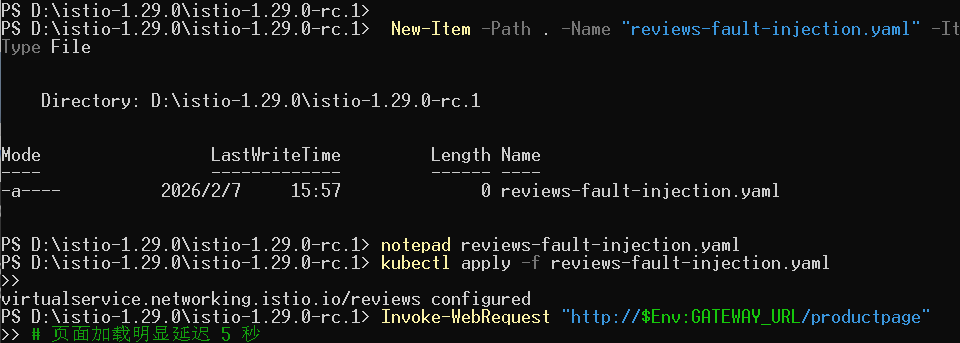 PS D:\istio-1.29.0\istio-1.29.0-rc.1>
PS D:\istio-1.29.0\istio-1.29.0-rc.1>  New-Item -Path . -Name "reviews-fault-injection.yaml" -It
Type File
    Directory: D:\istio-1.29.0\istio-1.29.0-rc.1
Mode                 LastWriteTime         Length Name
----                 -------------         ------ ----
-a----          2026/2/7     15:57              0 reviews-fault-injection.yaml
PS D:\istio-1.29.0\istio-1.29.0-rc.1> notepad reviews-fault-injection.yaml
PS D:\istio-1.29.0\istio-1.29.0-rc.1> kubectl apply -f reviews-fault-injection.yaml
>>
virtualservice.networking.istio.io/reviews configured
PS D:\istio-1.29.0\istio-1.29.0-rc.1> Invoke-WebRequest "http://$Env:GATEWAY_URL/productpage"
>> # 页面加载明显延迟 5 秒